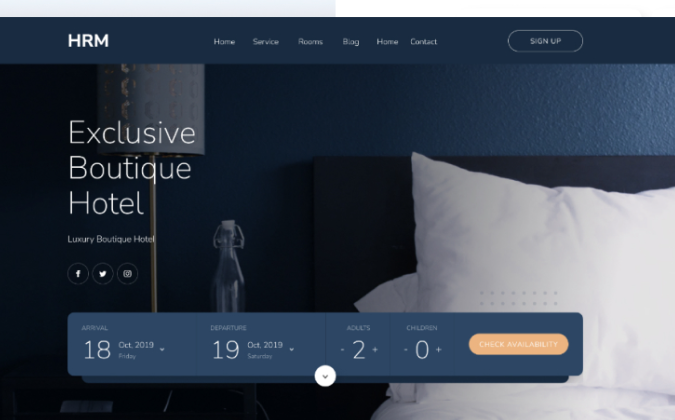 HRM
Home Service Rooms Blog Home Contact
SIGN UP
Exclusive
Boutique
Hotel
Luxury Boutique Hotel
ARRIVAL
18 Oct, 2019
Friday
DEPARTURE
19 Oct, 2019
Saturday
ADULTS
- 2 +
CHILDREN
- 0 +
CHECK AVAILABILITY